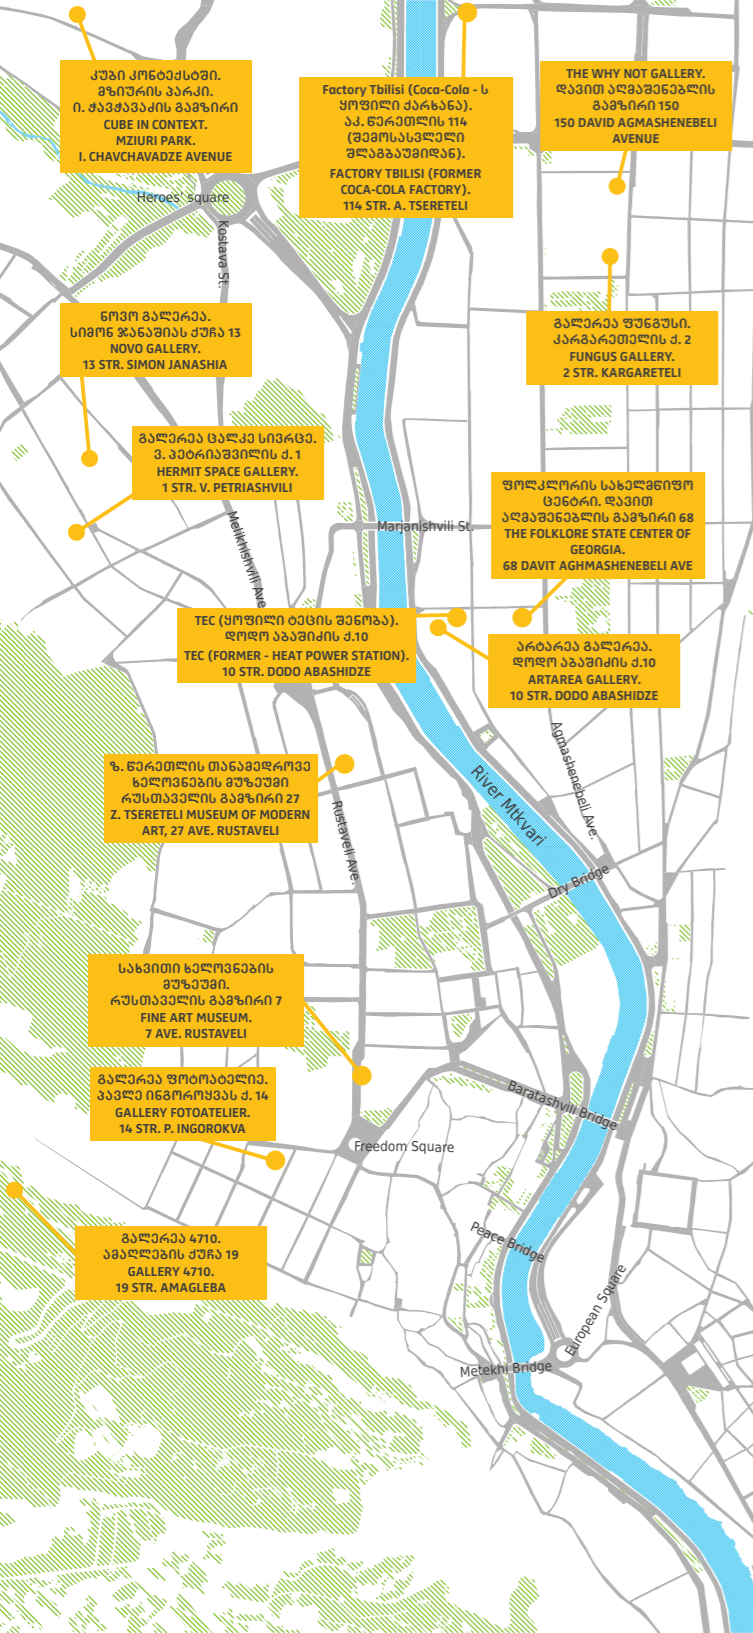 კუბი კონტექსტში.
მზიურის პარკი.
ი. ჭავჭავაძის გამზირი
CUBE IN CONTEXT.
MZIURI PARK.
I. CHAVCHAVADZE AVENUE
Factory Tbilisi (Coca-Cola - ს
ყოფილი ქარხანა).
აკ. წერეთლის 114
(შემოსასვლელი
შლაგბაუმიდან).
FACTORY TBILISI (FORMER
COCA-COLA FACTORY).
114 STR. A. TSERETELI
THE WHY NOT GALLERY.
დავით აღმაშენებლის
გამზირი 150
150 DAVID AGMASHENEBELI
AVENUE
Heroes' square
Kostava St.
ნოვო გალერეა.
სიმონ ჯანაშიას ქუჩა 13
NOVO GALLERY.
13 STR. SIMON JANASHIA
გალერეა ფუნგუსი.
კარგარეთელის ქ. 2
FUNGUS GALLERY.
2 STR. KARGARETELI
გალერეა ცალკე სივრცე.
ვ. პეტრიაშვილის ქ. 1
HERMIT SPACE GALLERY.
1 STR. V. PETRIASHVILI
ფოლკლორის სახელმწიფო
ცენტრი. დავით
აღმაშენებლის გამზირი 68
THE FOLKLORE STATE CENTER OF
GEORGIA.
68 DAVIT AGHMASHENEBELI AVE
Marjanishvili St.
Melikhishvili Ave.
TEC (ყოფილი ტეცის შენობა).
დოდო აბაშიძის ქ.10
TEC (FORMER - HEAT POWER STATION).
10 STR. DODO ABASHIDZE
არტარეა გალერეა.
დოდო აბაშიძის ქ.10
ARTAREA GALLERY.
10 STR. DODO ABASHIDZE
Agmashenebeli Ave.
River Mtkvari
ზ. წერეთლის თანამედროვე
ხელოვნების მუზეუმი
რუსთაველის გამზირი 27
Z. TSERETELI MUSEUM OF MODERN
ART, 27 AVE. RUSTAVELI
Rustaveli Ave.
Dry Bridge
სახვითი ხელოვნების
მუზეუმი.
რუსთაველის გამზირი 7
FINE ART MUSEUM.
7 AVE. RUSTAVELI
გალერეა ფოტოატელიე.
პავლე ინგოროყვას ქ. 14
GALLERY FOTOATELIER.
14 STR. P. INGOROKVA
Baratashvili Bridge
Freedom Square
გალერეა 4710.
ამაღლების ქუჩა 19
GALLERY 4710.
19 STR. AMAGLEBA
Peace Bridge
European Square
Metekhi Bridge